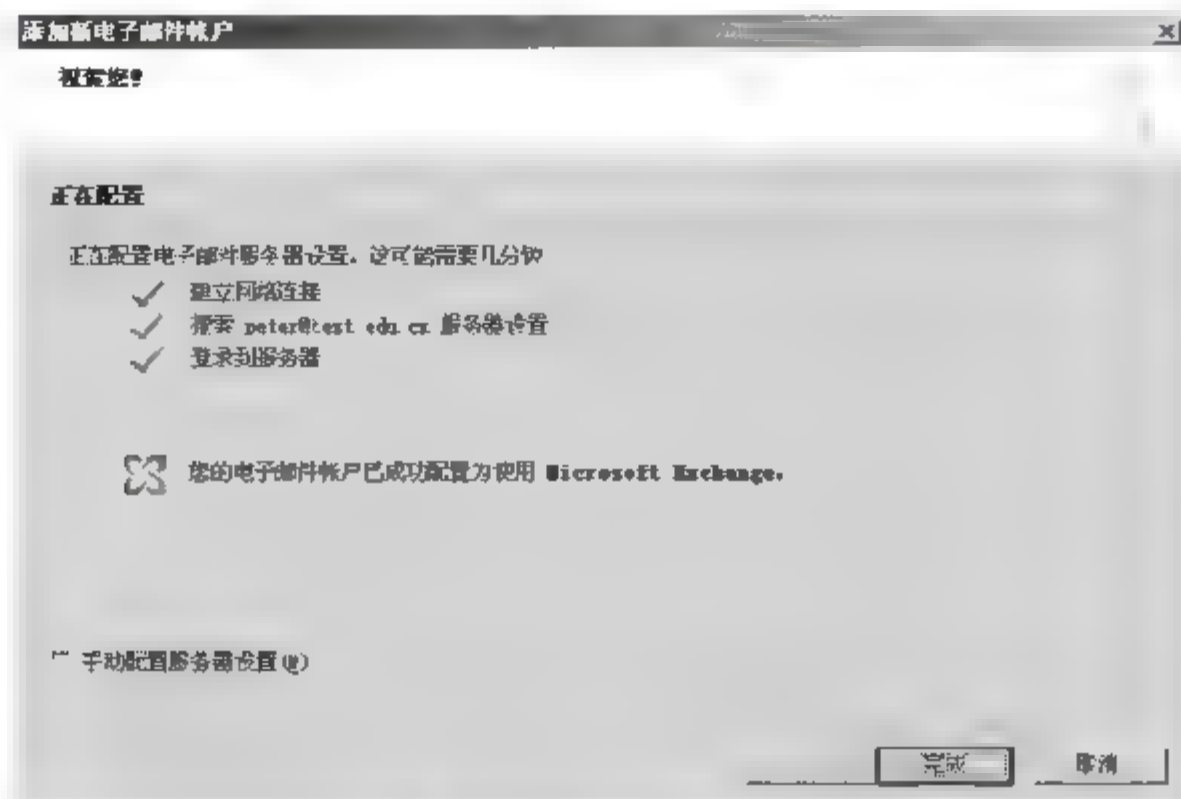 添加新电子邮件帐户
祝贺您!
正在配置
正在配置电子邮件服务器设置。这可能需要几分钟
建立网络连接
搜索 peter@test.edu.cn 服务器设置
登录到服务器
您的电子邮件帐户已成功配置为使用 Microsoft Exchange。
手动配置服务器设置(M)
完成
取消